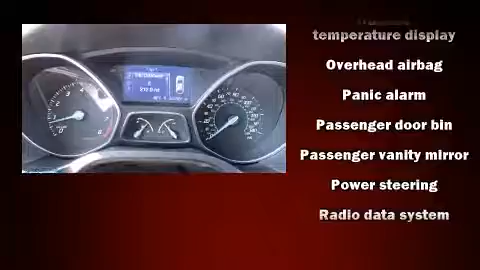 temperature display
Overhead airbag
Panic alarm
Passenger door bin
Passenger vanity mirror
Power steering
Radio data system